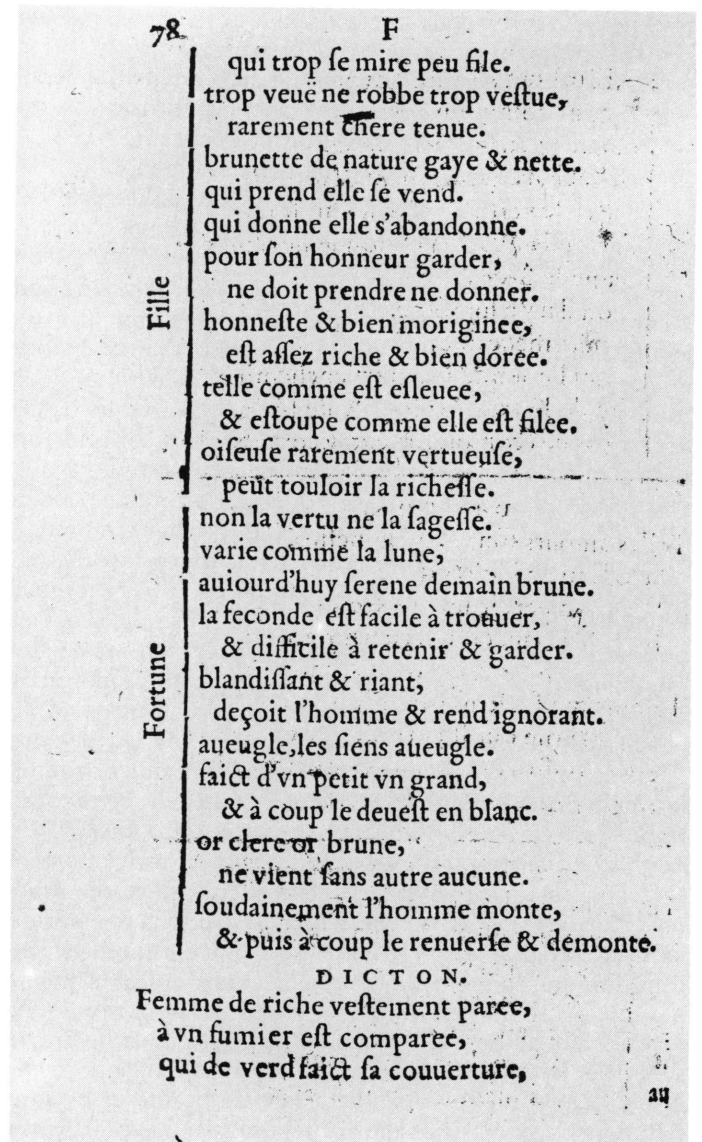 78 F
qui trop ſe mire peu file.
trop veuë ne robbe trop veſtue,
rarement chere tenue.
brunette de nature gaye & nette.
qui prend elle ſe vend.
qui donne elle s'abandonne.
pour ſon honneur garder,
ne doit prendre ne donner.
Fille
honneſte & bien moriginee,
eſt aſſez riche & bien doree.
telle comme eſt eſleuee,
& eſtoupe comme elle eſt filee.
oiſeuſe rarement vertueuſe,
peut touloir la richeſſe.
non la vertu ne la ſageſſe.
varie comme la lune,
auiourd'huy ſerene demain brune.
la feconde eſt facile à trouuer,
& difficile à retenir & garder.
Fortune
blandiſſant & riant,
deçoit l'homme & rend ignorant.
aueugle, les ſiens aueugle.
faict d'vn petit vn grand,
& à coup le deueſt en blanc.
or clere or brune,
ne vient ſans autre aucune.
ſoudainement l'homme monte,
& puis à coup le renuerſe & demonte.
DICTON.
Femme de riche veſtement paree,
à vn fumier eſt comparee,
qui de verd faict ſa couuerture,
au